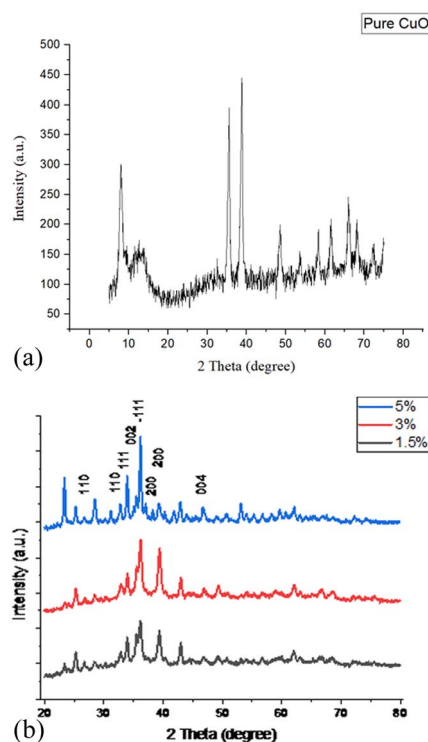 Pure CuO
500
450
400
350
300
250
200
150
100
50
Intensity (a.u.)
0 10 20 30 40 50 60 70 80
2 Theta (degree)
(a)
5%
3%
1.5%
110
110
111
002
-111
200
200
004
Intensity (a.u.)
20 30 40 50 60 70 80
2 Theta (degree)
(b)